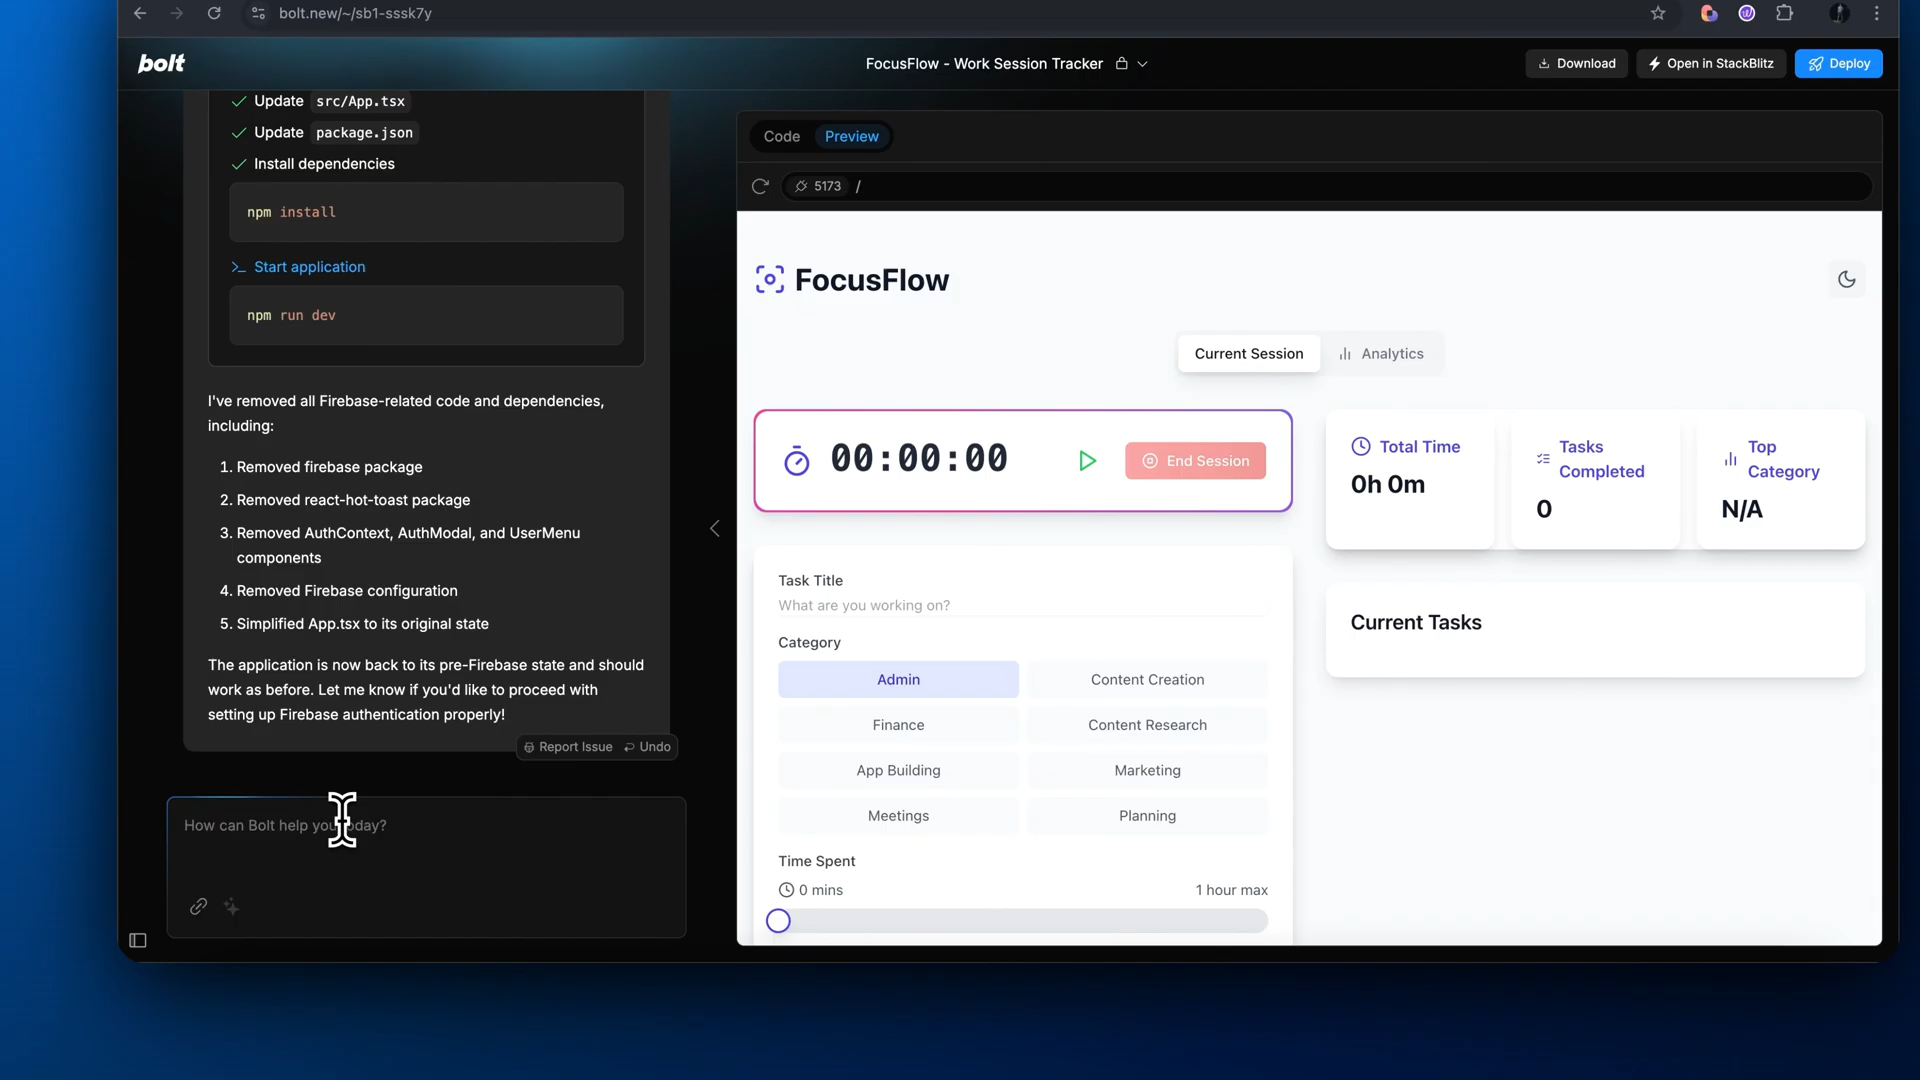 bolt.new/~/sb1-sssk7y
bolt
FocusFlow - Work Session Tracker
Download
Open in StackBlitz
Deploy
Update src/App.tsx
Update package.json
Install dependencies
npm install
Start application
npm run dev
I've removed all Firebase-related code and dependencies,
including:
1. Removed firebase package
2. Removed react-hot-toast package
3. Removed AuthContext, AuthModal, and UserMenu
components
4. Removed Firebase configuration
5. Simplified App.tsx to its original state
The application is now back to its pre-Firebase state and should
work as before. Let me know if you'd like to proceed with
setting up Firebase authentication properly!
Report Issue
Undo
How can Bolt help you today?
Code
Preview
5173 /
FocusFlow
Current Session
Analytics
00:00:00
End Session
Total Time
0h 0m
Tasks
Completed
0
Top
Category
N/A
Task Title
What are you working on?
Category
Admin
Content Creation
Finance
Content Research
App Building
Marketing
Meetings
Planning
Time Spent
0 mins
1 hour max
Current Tasks